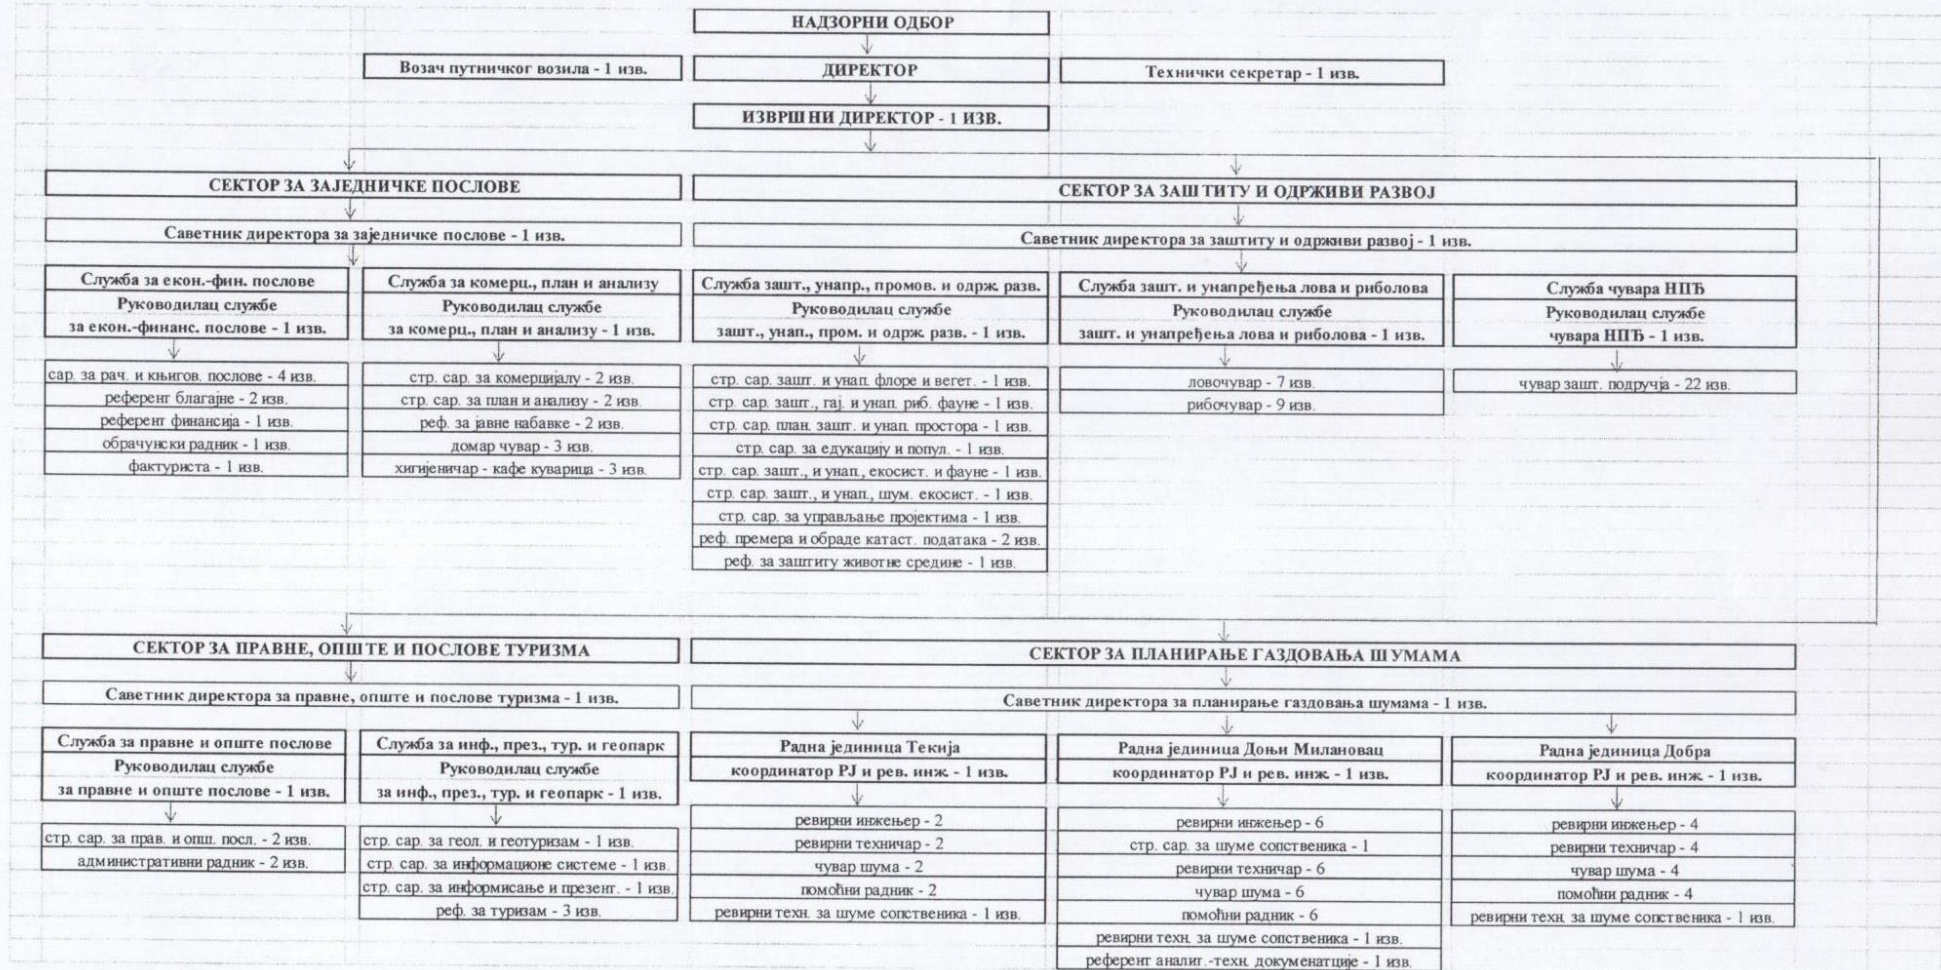 НАДЗОРНИ ОДБОР
Возач путничког возила - 1 изв.
ДИРЕКТОР
Технички секретар - 1 изв.
ИЗВРШНИ ДИРЕКТОР - 1 ИЗВ.
СЕКТОР ЗА ЗАЈЕДНИЧКЕ ПОСЛОВЕ
Саветник директора за заједничке послове - 1 изв.
Служба за екон.-фин. послове
Руководилац службе
за екон.-финанс. послове - 1 изв.
сар. за рач. и књигов. послове - 4 изв.
референт благајне - 2 изв.
референт финансија - 1 изв.
обрачунски радник - 1 изв.
фактуриста - 1 изв.
Служба за комерц., план и анализу
Руководилац службе
за комерц., план и анализу - 1 изв.
стр. сар. за комерцијалу - 2 изв.
стр. сар. за план и анализу - 2 изв.
реф. за јавне набавке - 2 изв.
домар чувар - 3 изв.
хигијеничар - кафе куварица - 3 изв.
СЕКТОР ЗА ЗАШТИТУ И ОДРЖИВИ РАЗВОЈ
Саветник директора за заштиту и одрживи развој - 1 изв.
Служба зашт., унапр., промов. и одрж. разв.
Руководилац службе
зашт., унап., пром. и одрж. разв. - 1 изв.
стр. сар. зашт. и унап. флоре и вегет. - 1 изв.
стр. сар. зашт., гај. и унап. риб. фауне - 1 изв.
стр. сар. план. зашт. и унап. простора - 1 изв.
стр. сар. за едукацију и попул. - 1 изв.
стр. сар. зашт., и унап., екосист. и фауне - 1 изв.
стр. сар. зашт., и унап., шум. екосист. - 1 изв.
стр. сар. за управљање пројектима - 1 изв.
реф. премера и обраде катаст. података - 2 изв.
реф. за заштиту животне средине - 1 изв.
Служба зашт. и унапређења лова и риболова
Руководилац службе
зашт. и унапређења лова и риболова - 1 изв.
ловочувар - 7 изв.
рибочувар - 9 изв.
Служба чувара НПЂ
Руководилац службе
чувара НПЂ - 1 изв.
чувар зашт. подручја - 22 изв.
СЕКТОР ЗА ПРАВНЕ, ОПШТЕ И ПОСЛОВЕ ТУРИЗМА
Саветник директора за правне, опште и послове туризма - 1 изв.
Служба за правне и опште послове
Руководилац службе
за правне и опште послове - 1 изв.
стр. сар. за прав. и општ. посл. - 2 изв.
административни радник - 2 изв.
Служба за инф., през., тур. и геопарк
Руководилац службе
за инф., през., тур. и геопарк - 1 изв.
стр. сар. за геол. и геотуризам - 1 изв.
стр. сар. за информационе системе - 1 изв.
стр. сар. за информисање и презент. - 1 изв.
реф. за туризам - 3 изв.
СЕКТОР ЗА ПЛАНИРАЊЕ ГАЗДОВАЊА ШУМАМА
Саветник директора за планирање газдовања шумама - 1 изв.
Радна јединица Текија
координатор РЈ и рев. инж. - 1 изв.
ревирни инжењер - 2
ревирни техничар - 2
чувар шума - 2
помоћни радник - 2
ревирни техн. за шуме сопственика - 1 изв.
Радна јединица Доњи Милановац
координатор РЈ и рев. инж. - 1 изв.
ревирни инжењер - 6
стр. сар. за шуме сопственика - 1
ревирни техничар - 6
чувар шума - 6
помоћни радник - 6
ревирни техн. за шуме сопственика - 1 изв.
референт аналит.-техн. докуменатције - 1 изв.
Радна јединица Добра
координатор РЈ и рев. инж. - 1 изв.
ревирни инжењер - 4
ревирни техничар - 4
чувар шума - 4
помоћни радник - 4
ревирни техн. за шуме сопственика - 1 изв.